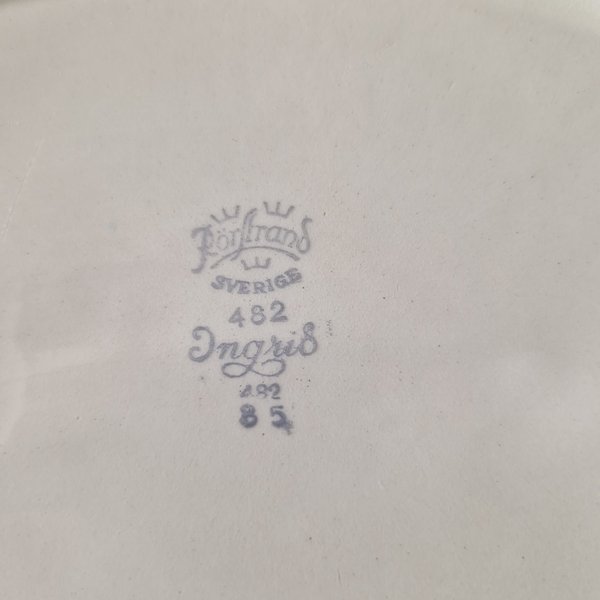 Rörstrand
SVERIGE
482
Ingrid
482
85